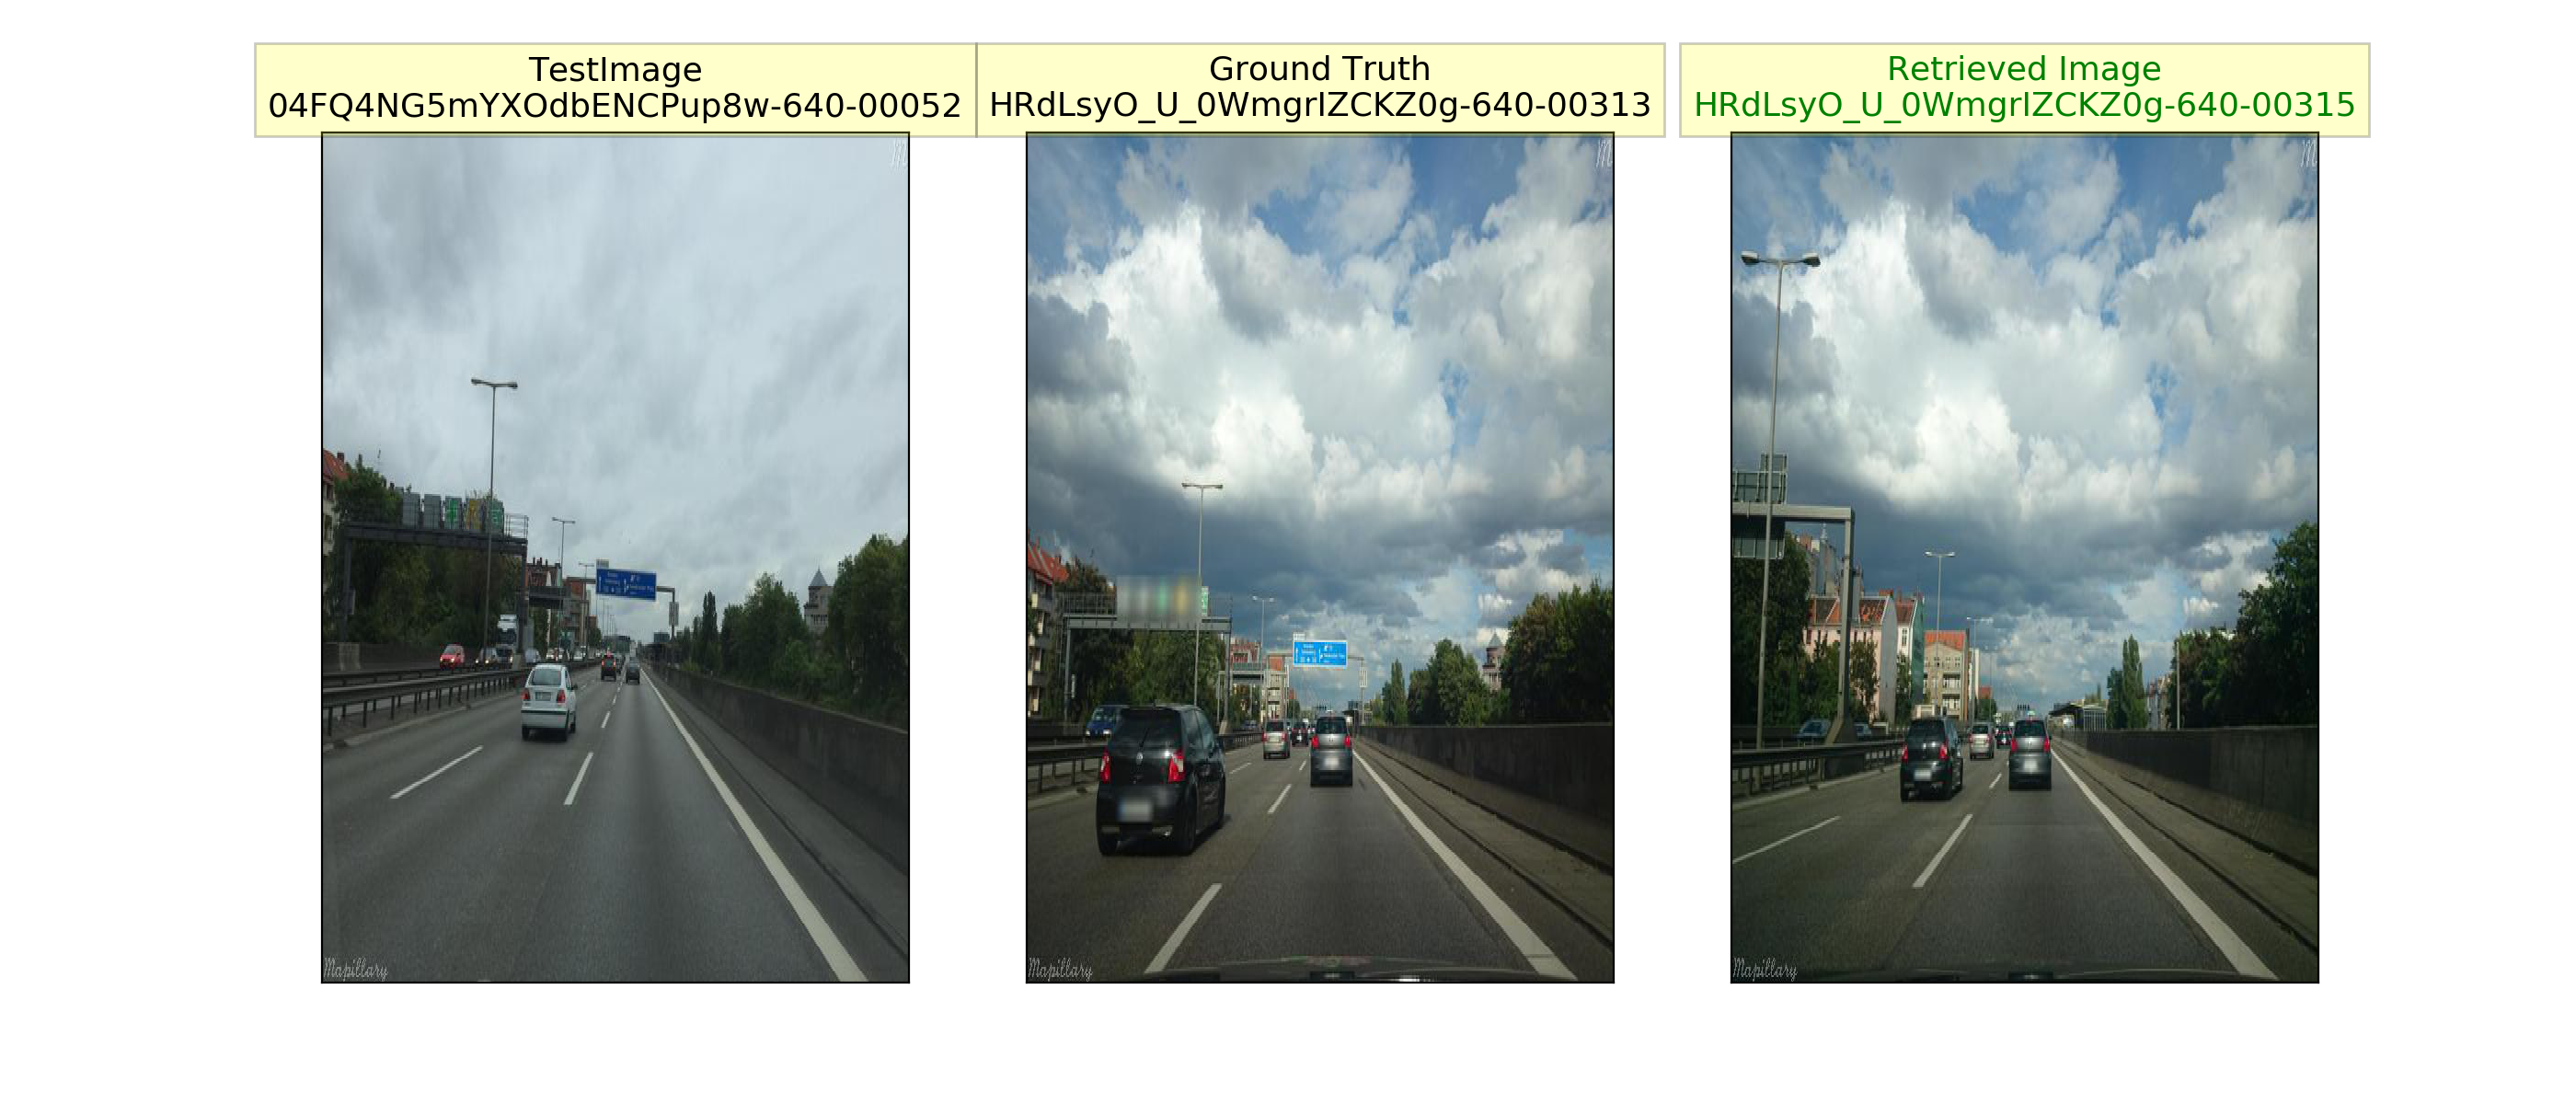 TestImage
04FQ4NG5mYXOdbENCPup8w-640-00052
Ground Truth
HRdLsyO_U_0WmgrIZCKZ0g-640-00313
Retrieved Image
HRdLsyO_U_0WmgrIZCKZ0g-640-00315
M
M
M
Mapillary
Mapillary
Mapillary